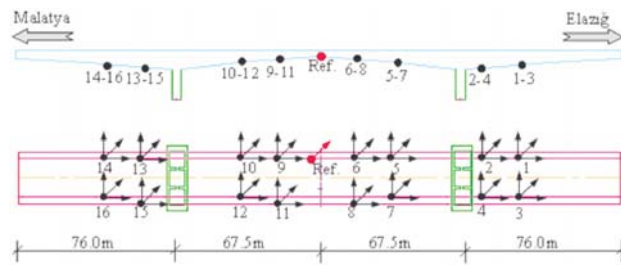 Malatya Elazığ
14-16 13-15 10-12 9-11 Ref. 6-8 5-7 2-4 1-3
14 13 10 9 Ref. 6 5 2 1
16 15 12 11 8 7 4 3
76.0m 67.5m 67.5m 76.0m